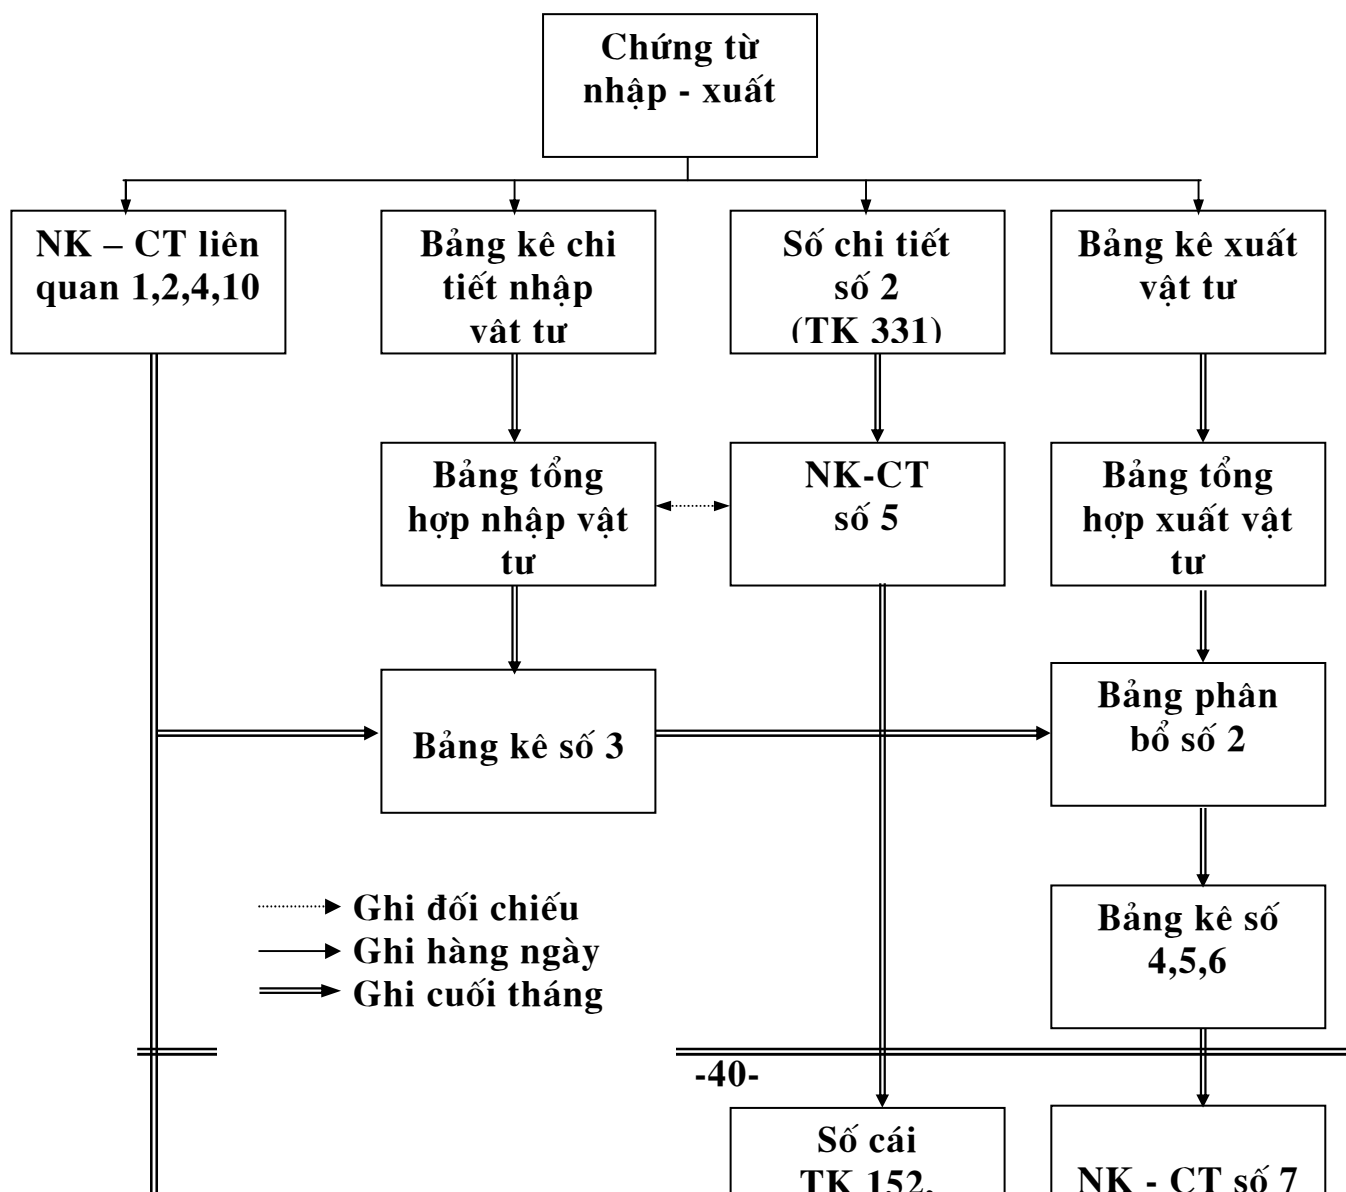 Chứng từ
nhập - xuất
NK – CT liên
quan 1,2,4,10
Bảng kê chi
tiết nhập
vật tư
Số chi tiết
số 2
(TK 331)
Bảng kê xuất
vật tư
Bảng tổng
hợp nhập vật
tư
NK-CT
số 5
Bảng tổng
hợp xuất vật
tư
Bảng kê số 3
Bảng phân
bổ số 2
Ghi đối chiếu
Ghi hàng ngày
Ghi cuối tháng
Bảng kê số
4,5,6
-40-
Số cái
TK 152,
NK - CT số 7